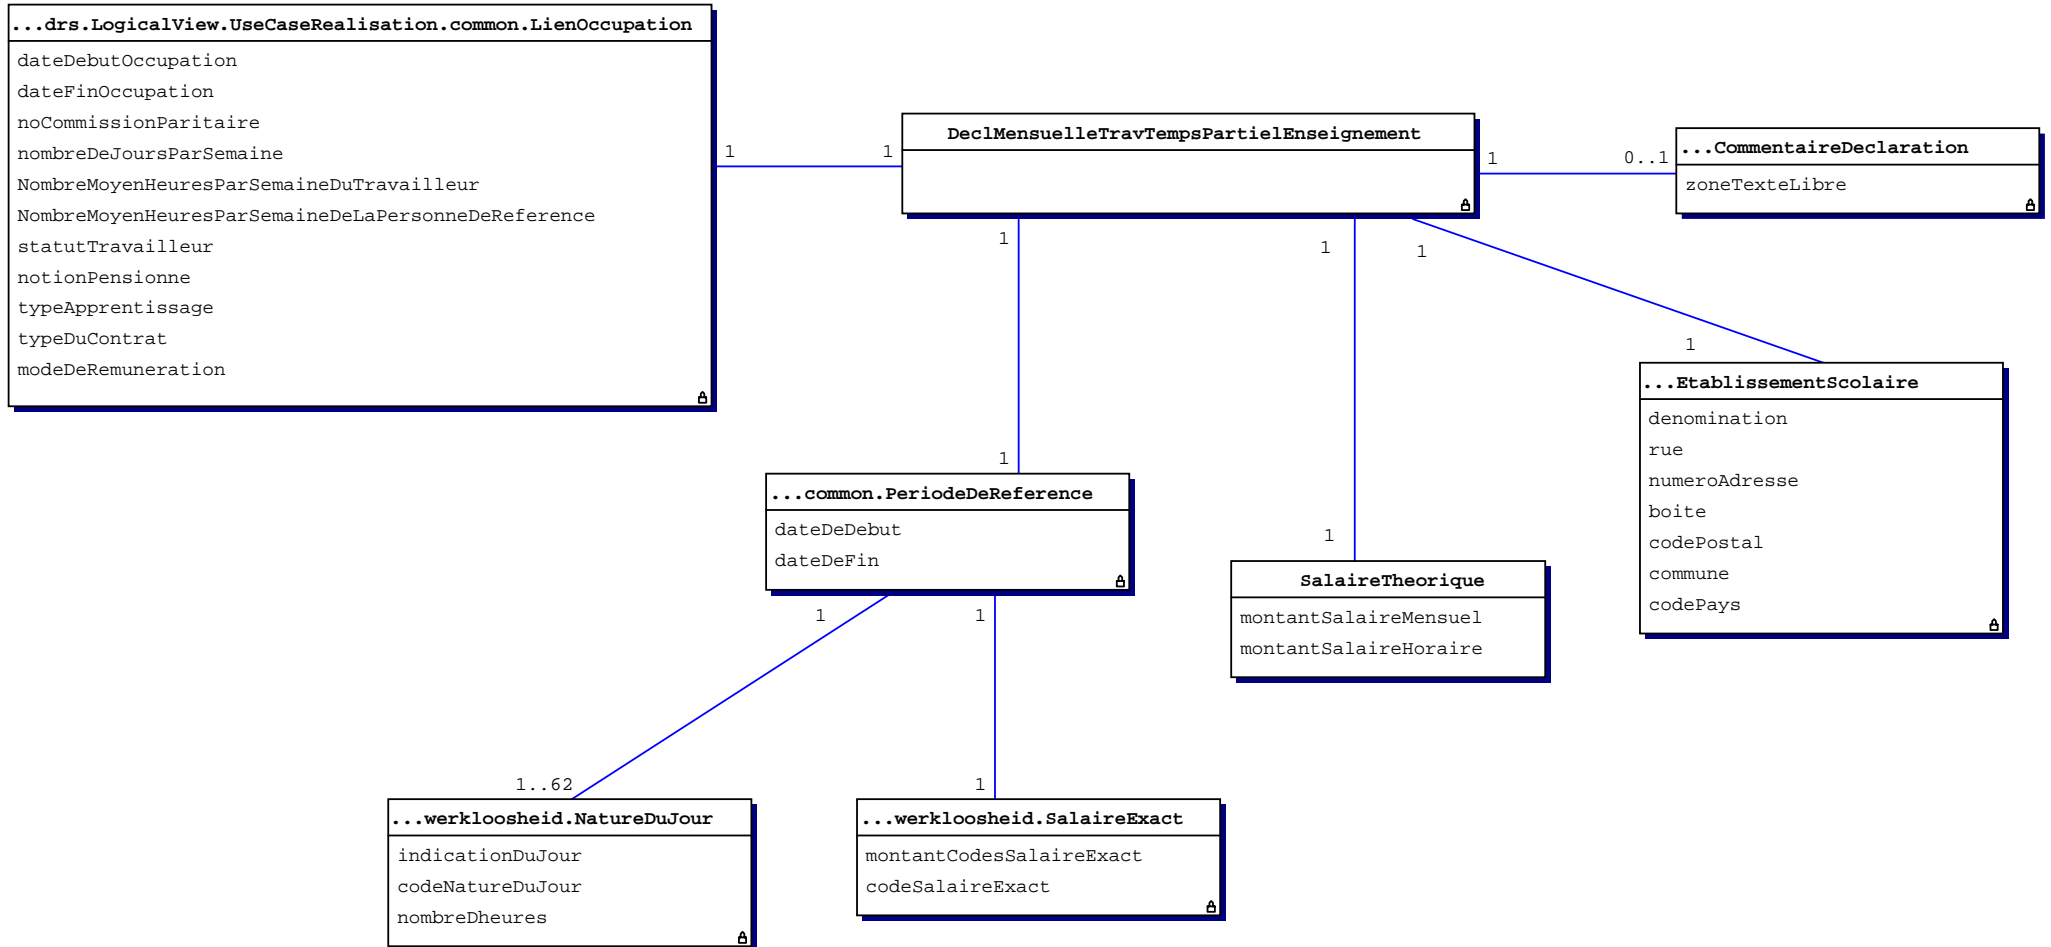 ...drs.LogicalView.UseCaseRealisation.common.LienOccupation
dateDebutOccupation
dateFinOccupation
noCommissionParitaire
nombreDeJoursParSemaine
NombreMoyenHeuresParSemaineDuTravailleur
NombreMoyenHeuresParSemaineDeLaPersonneDeReference
statutTravailleur
notionPensionne
typeApprentissage
typeDuContrat
modeDeRemuneration
1
1
DeclMensuelleTravTempsPartielEnseignement
1
0..1
...CommentaireDeclaration
zoneTexteLibre
1
1
1
1
1
1
...EtablissementScolaire
denomination
rue
numeroAdresse
boite
codePostal
commune
codePays
...common.PeriodeDeReference
dateDeDebut
dateDeFin
SalaireTheorique
montantSalaireMensuel
montantSalaireHoraire
1
1
1..62
1
...werkloosheid.NatureDuJour
indicationDuJour
codeNatureDuJour
nombreDheures
...werkloosheid.SalaireExact
montantCodesSalaireExact
codeSalaireExact